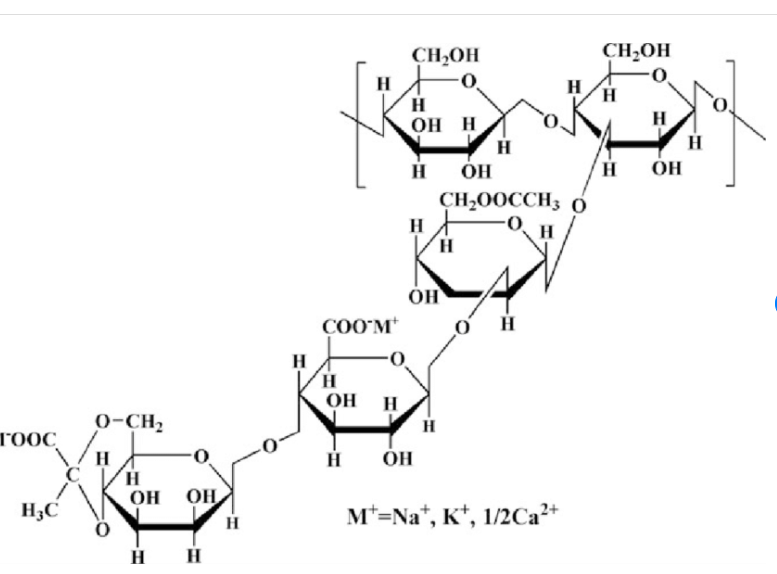 CH₂OH CH₂OH
H O H O
H H O
OH H O H
H H
H OH H OH
CH₂OOCCH₃ O
H O H
H
OH
O H
COO⁻M⁺
H O
H
OH H
H
O–CH₂ H OH
⁻OOC O O
H
C H
OH OH
H₃C O H
H H
M⁺=Na⁺, K⁺, 1/2Ca²⁺